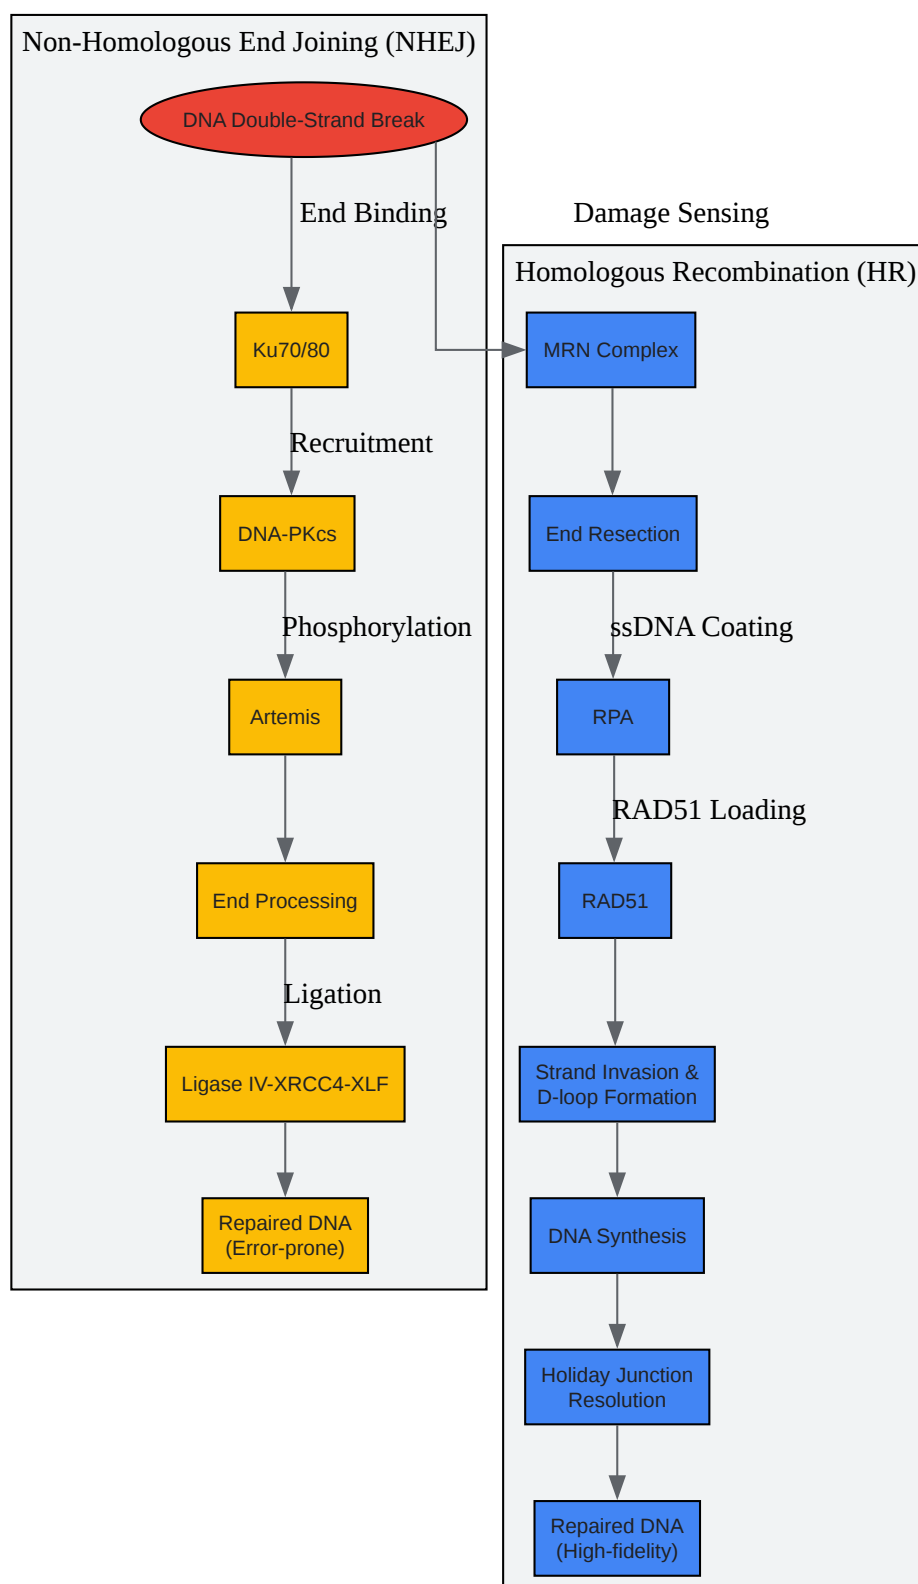 Non-Homologous End Joining (NHEJ)
DNA Double-Strand Break
End Binding
Ku70/80
Recruitment
DNA-PKcs
Phosphorylation
Artemis
End Processing
Ligation
Ligase IV-XRCC4-XLF
Repaired DNA
(Error-prone)
Damage Sensing
Homologous Recombination (HR)
MRN Complex
End Resection
ssDNA Coating
RPA
RAD51 Loading
RAD51
Strand Invasion &
D-loop Formation
DNA Synthesis
Holiday Junction
Resolution
Repaired DNA
(High-fidelity)